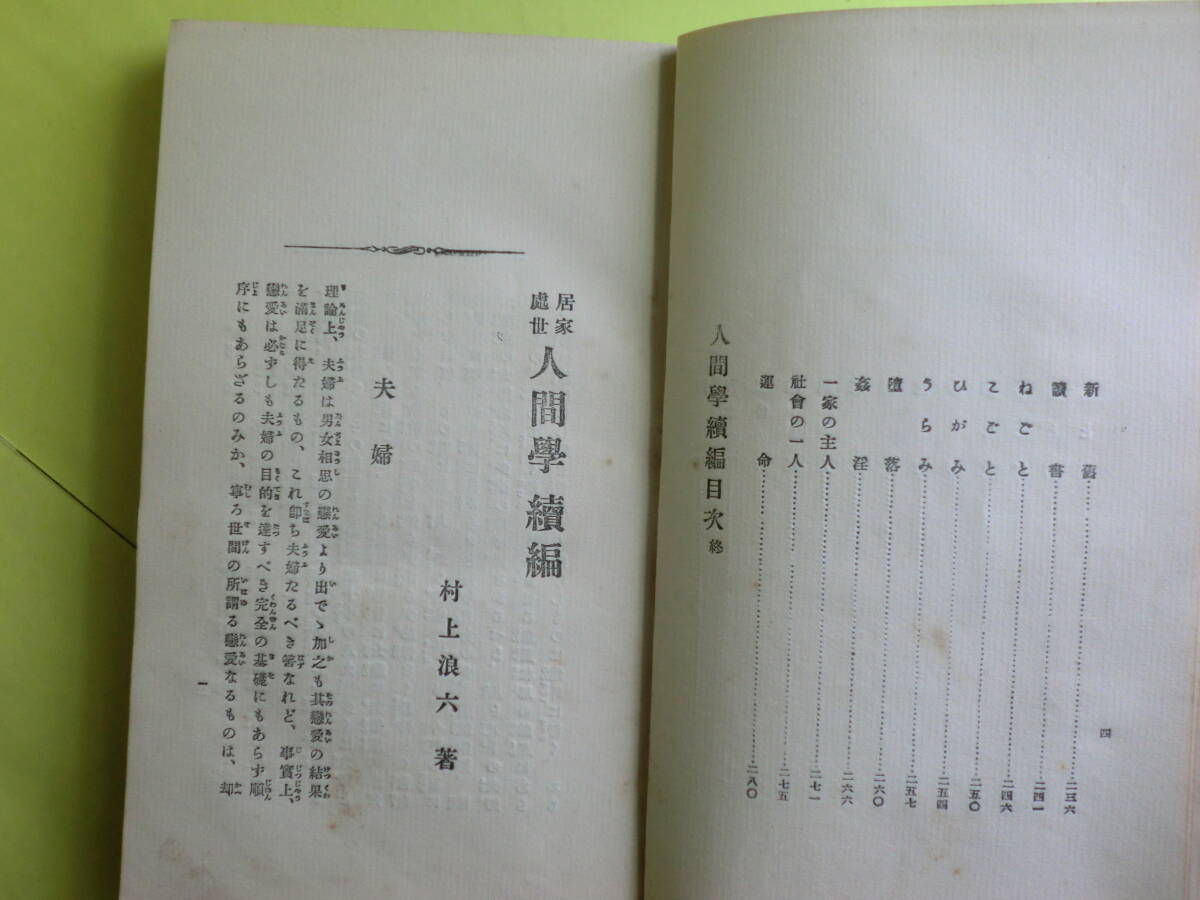 新舊……二三六
讀書……二四一
ねごと……二四六
こごと……二五〇
ひがみ……二五四
うらみ……二五七
墮落……二六〇
姦淫……二六六
一家の主人……二七一
社會の一人……二七五
運命……二八〇
人間學續編目次終
四
居家
處世
人間學續編
村上浪六著
夫婦
理論上、夫婦は男女相思の戀愛より出でゝ加之も其戀愛の結果
を滿足に得たるもの、これ卽ち夫婦たるべき筈なれど、事實上、
戀愛は必ずしも夫婦の目的を達すべき完全の基礎にもあらず順
序にもあらざるのみか、寧ろ世間の所謂る戀愛なるものは、却
一